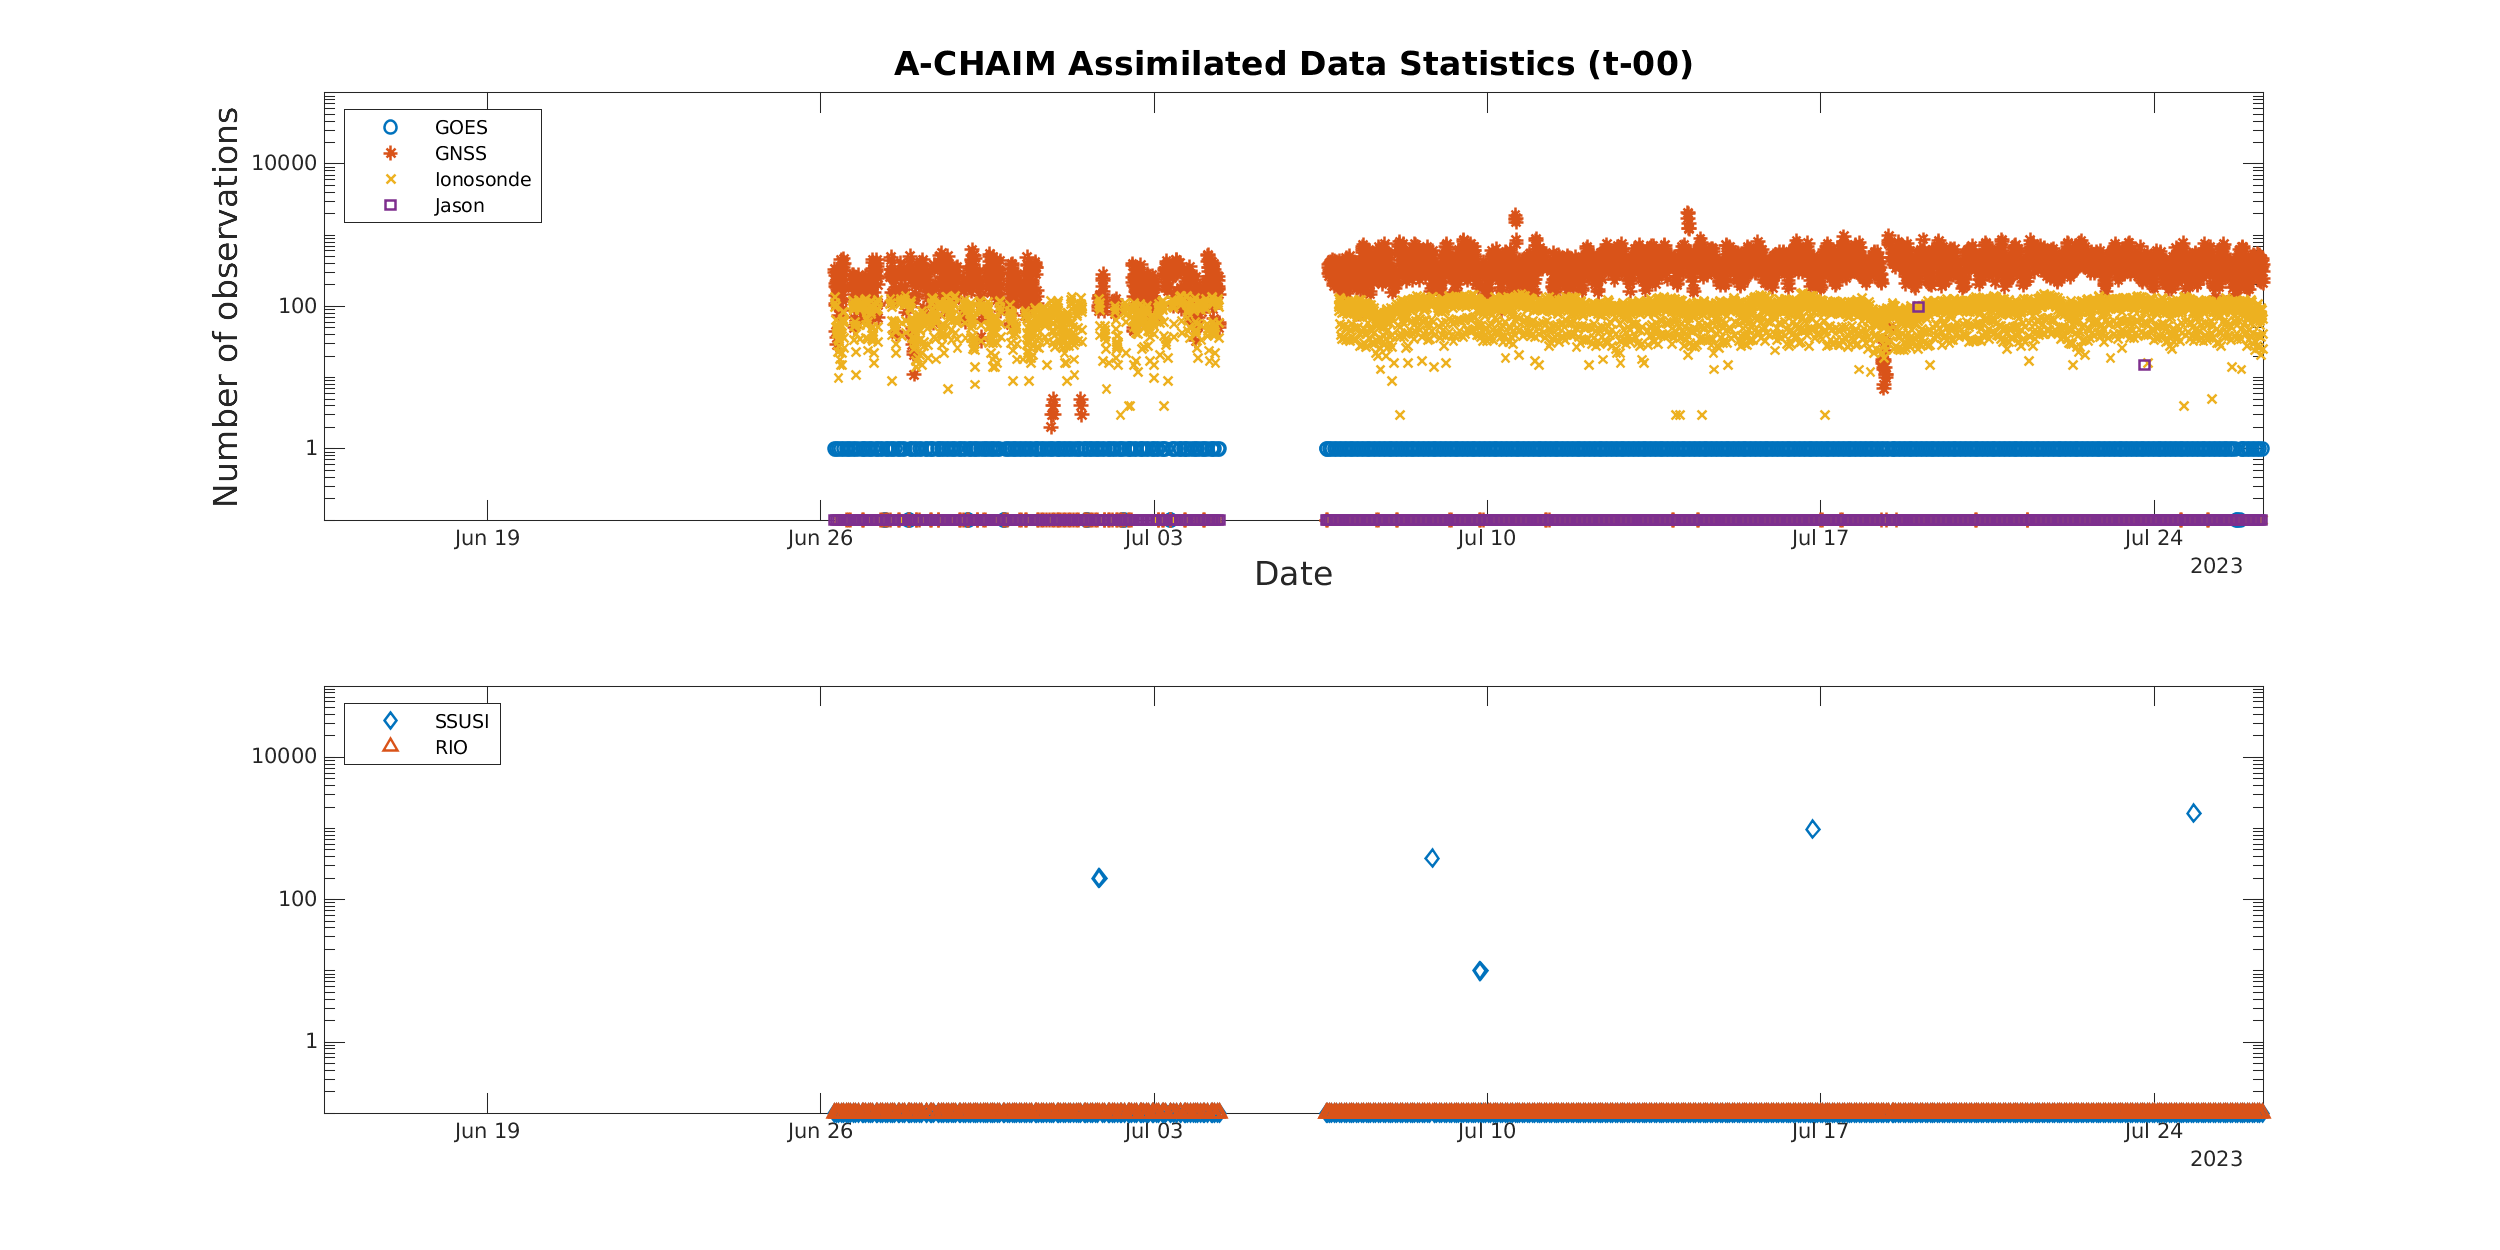 A-CHAIM Assimilated Data Statistics (t-00)
Number of observations
GOES
GNSS
Ionosonde
Jason
10000
100
1
Jun 19 Jun 26 Jul 03 Jul 10 Jul 17 Jul 24
2023
Date
SSUSI
RIO
10000
100
1
Jun 19 Jun 26 Jul 03 Jul 10 Jul 17 Jul 24
2023